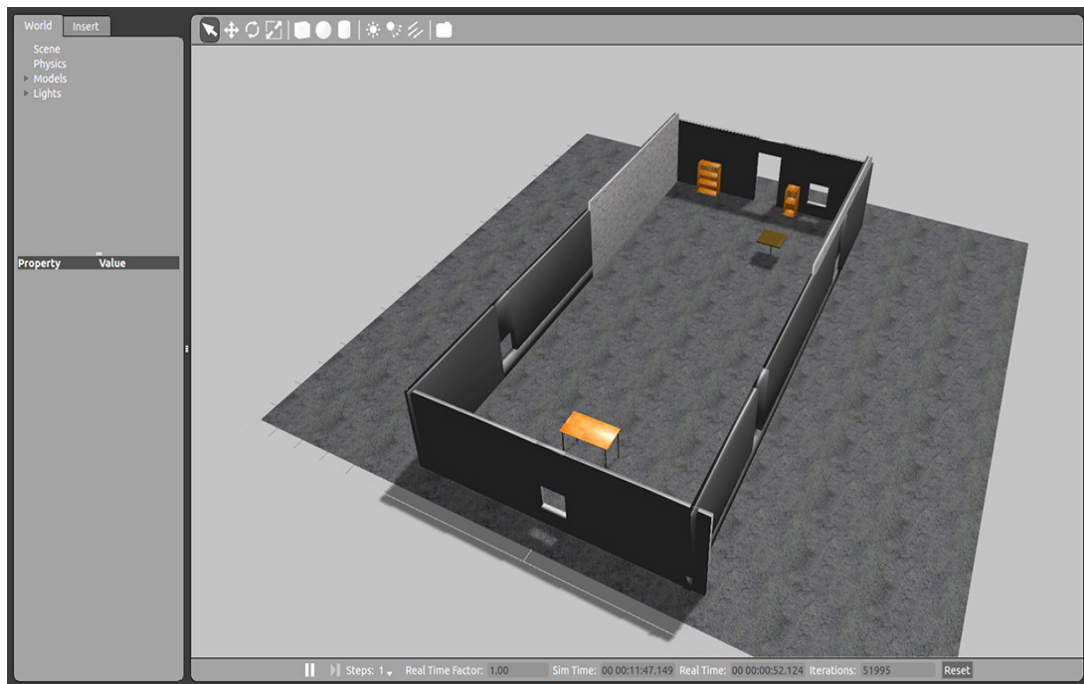 World Insert
Scene
Physics
Models
Lights
Property Value
Steps: 1 Real Time Factor: 1.00 Sim Time: 00 00:11:47.149 Real Time: 00 00:00:52.124 Iterations: 51995 Reset